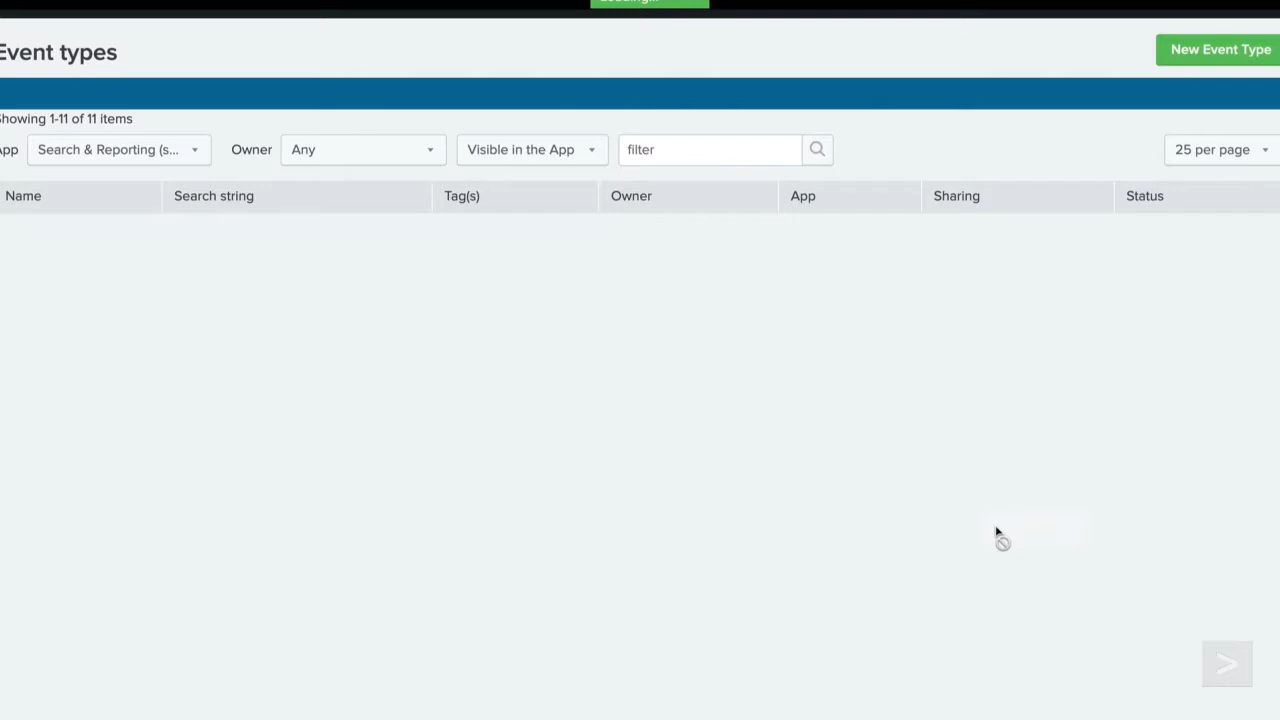 Loading...
Event types
New Event Type
Showing 1-11 of 11 items
App Search & Reporting (s... Owner Any Visible in the App filter 25 per page
Name Search string Tag(s) Owner App Sharing Status
>